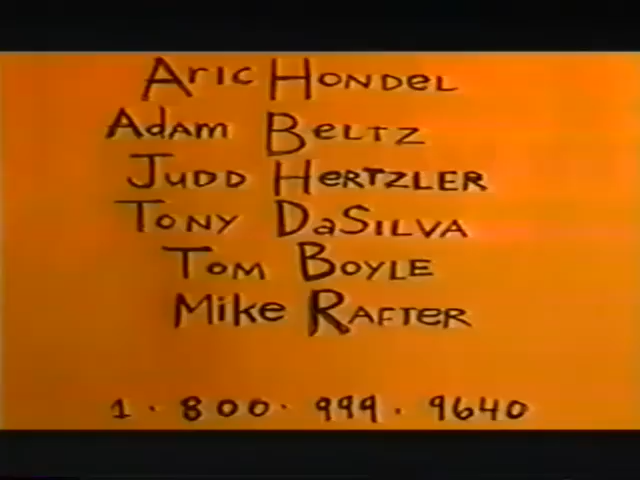 Aric Hondel
Adam Beltz
Judd Hertzler
Tony DaSilva
Tom Boyle
Mike Rafter
1 · 800 · 999 · 9640